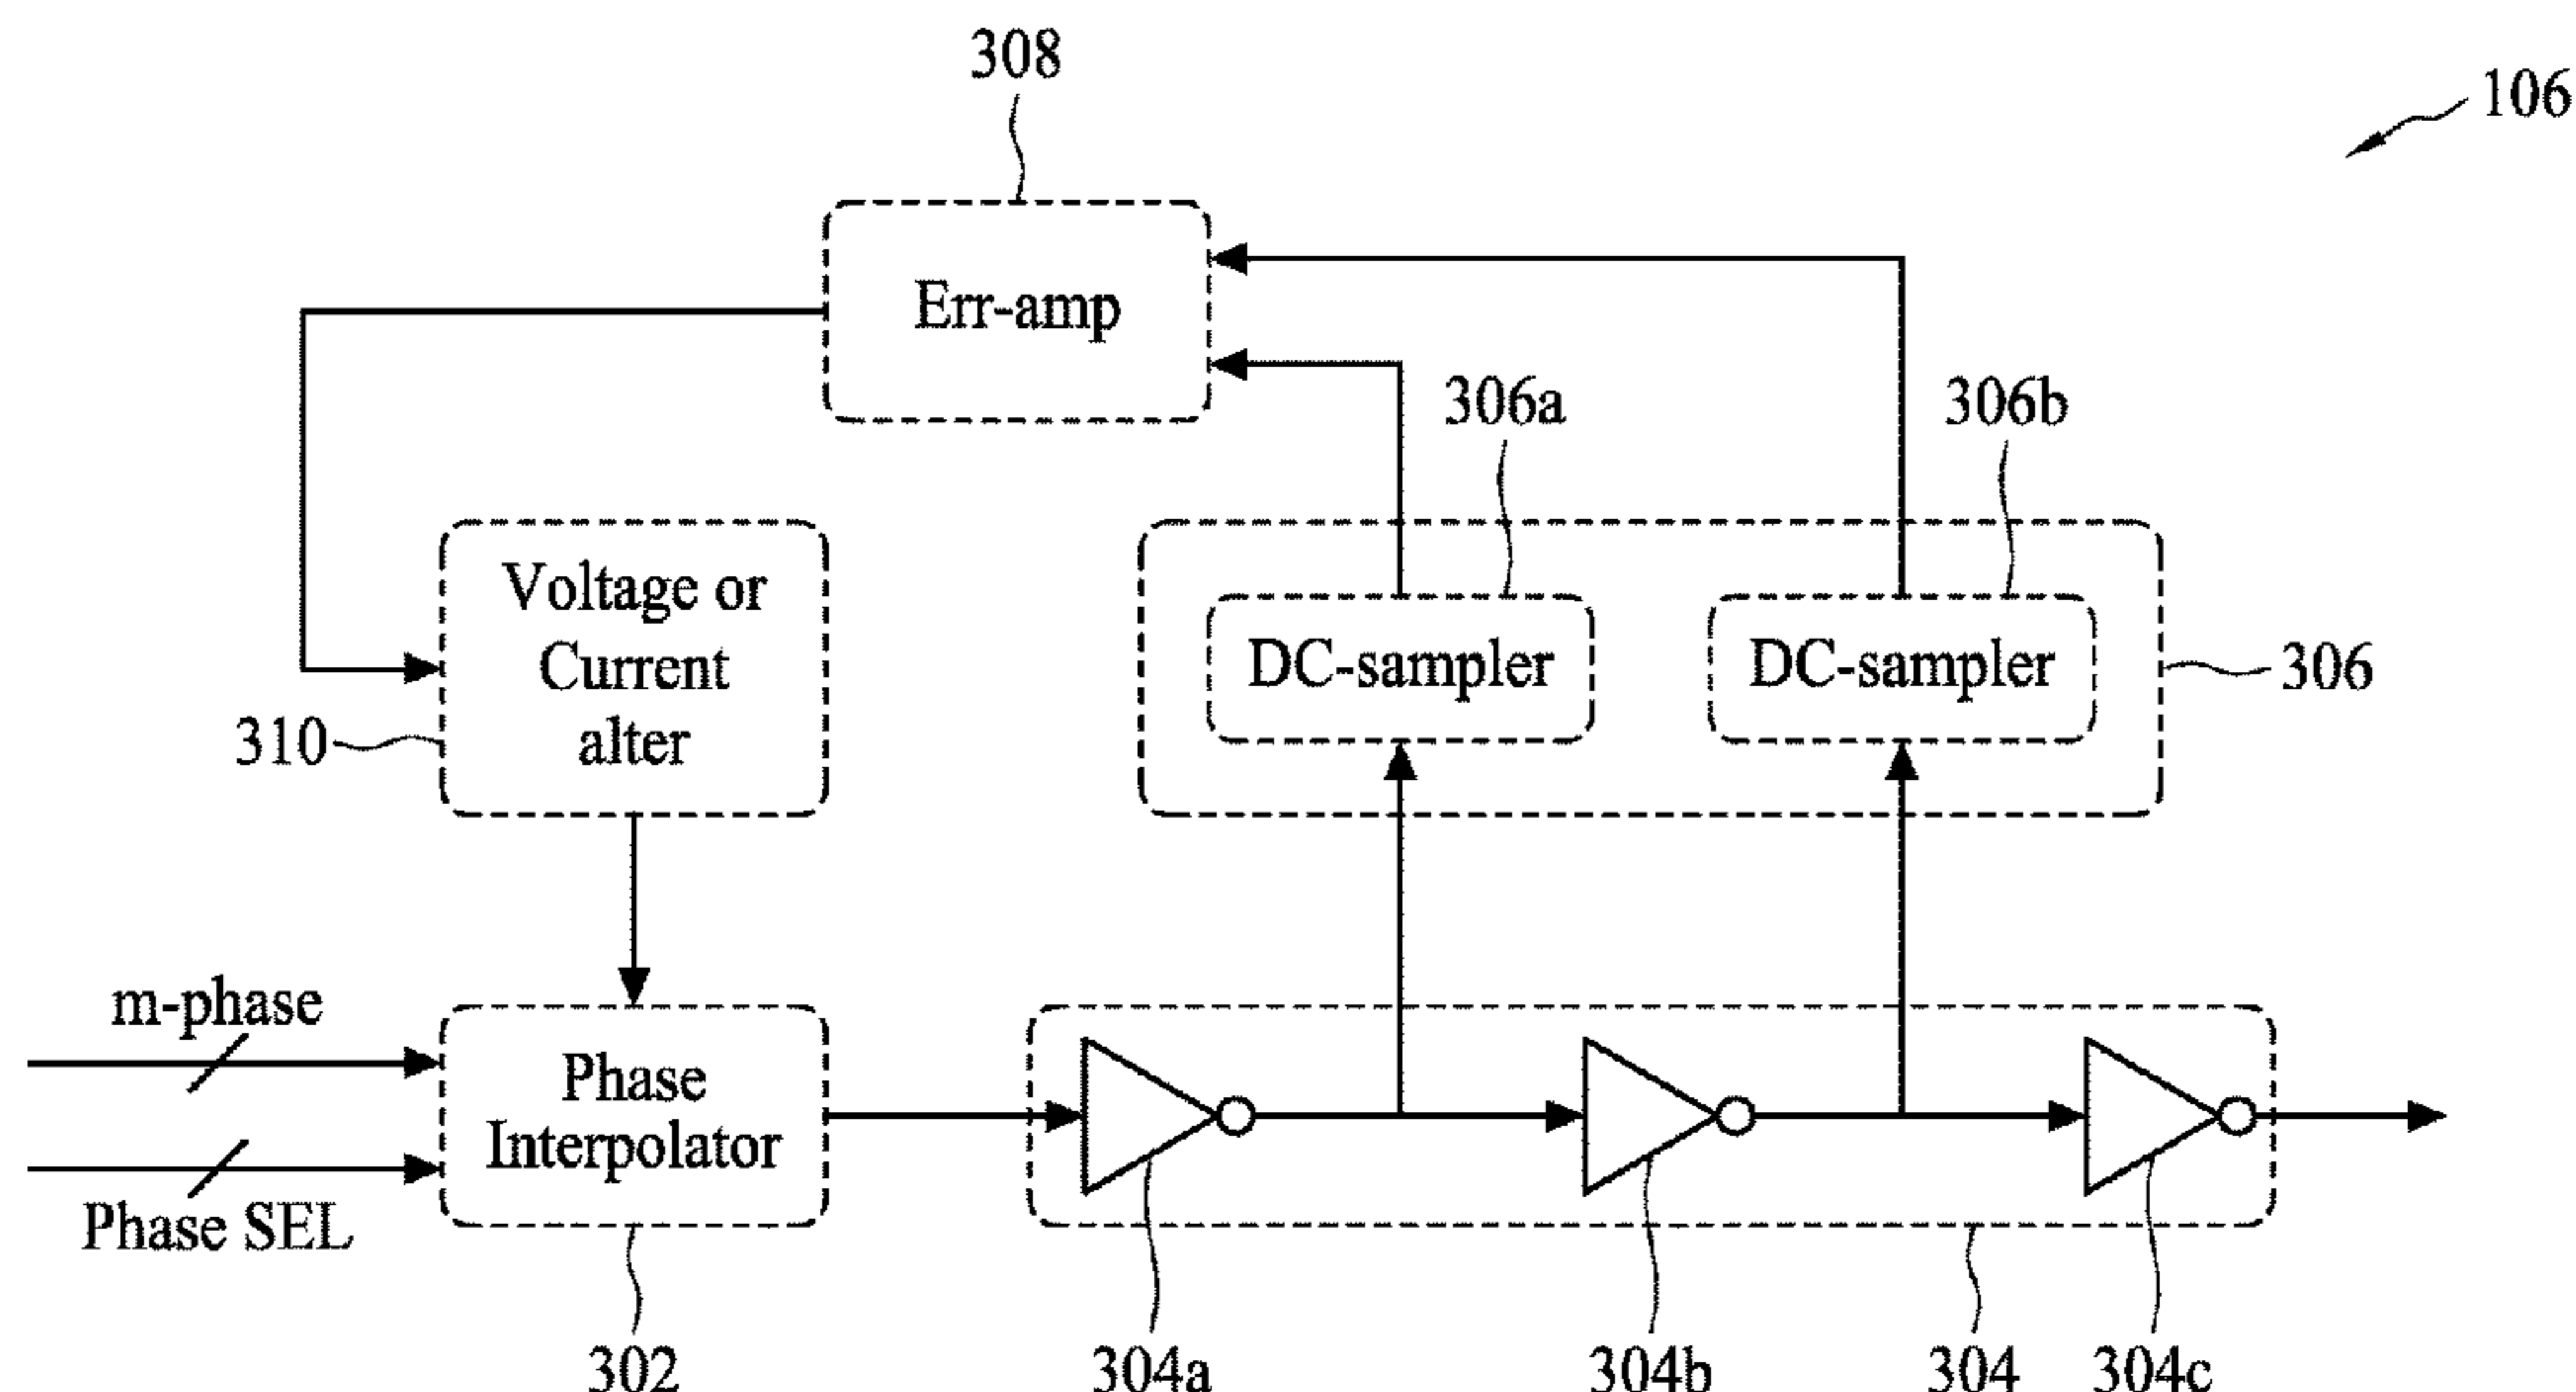 308
106
Err-amp
306a
306b
Voltage or
Current
alter
DC-sampler
DC-sampler
306
310
m-phase
Phase
Interpolator
Phase SEL
302
304a
304b
304
304c